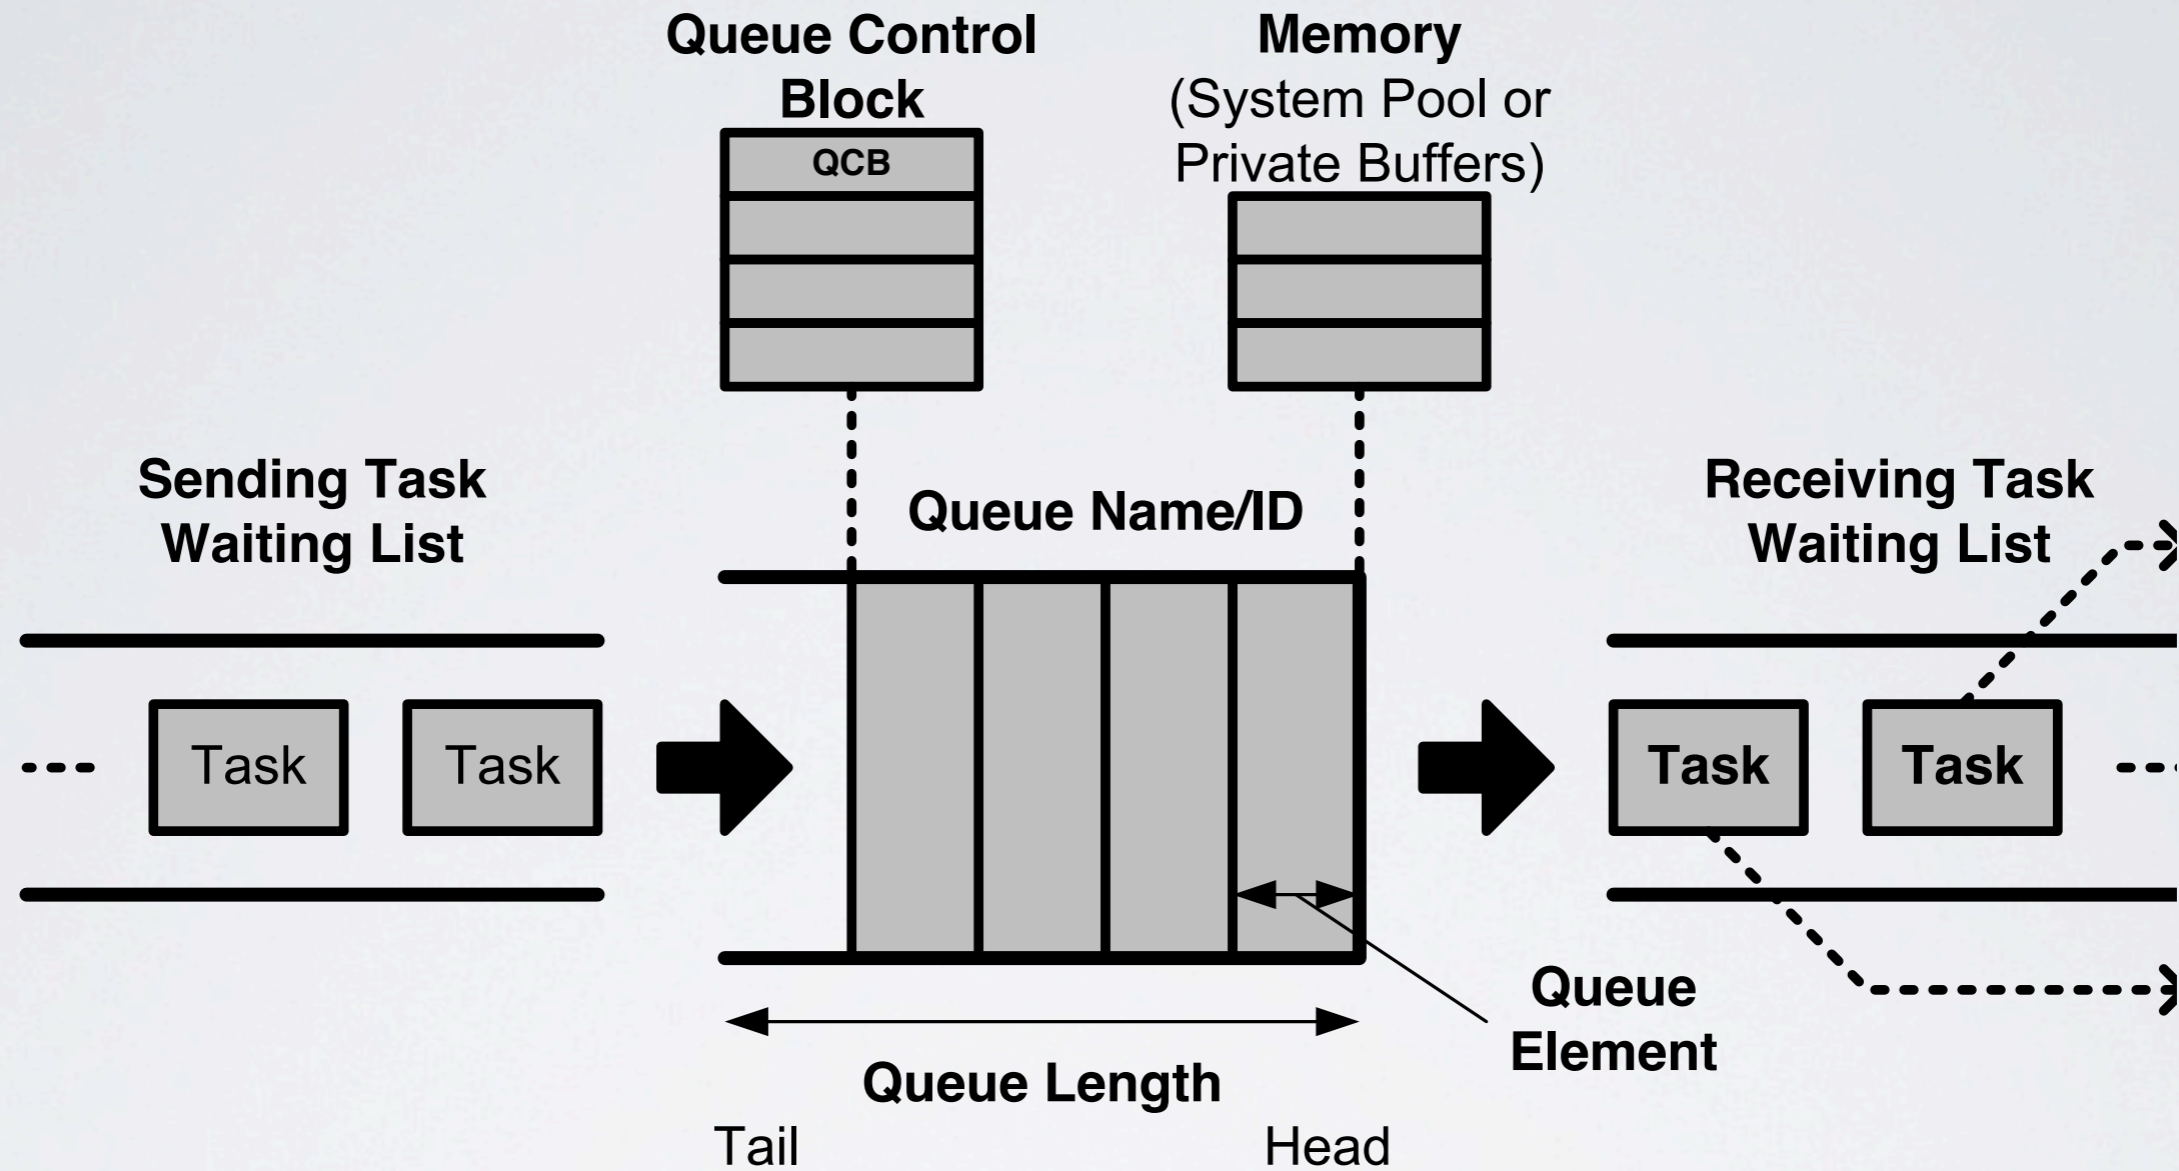 Queue Control
Block
QCB
Memory
(System Pool or
Private Buffers)
Sending Task
Waiting List
Queue Name/ID
Receiving Task
Waiting List
Task
Task
Task
Task
Queue
Element
Queue Length
Tail
Head